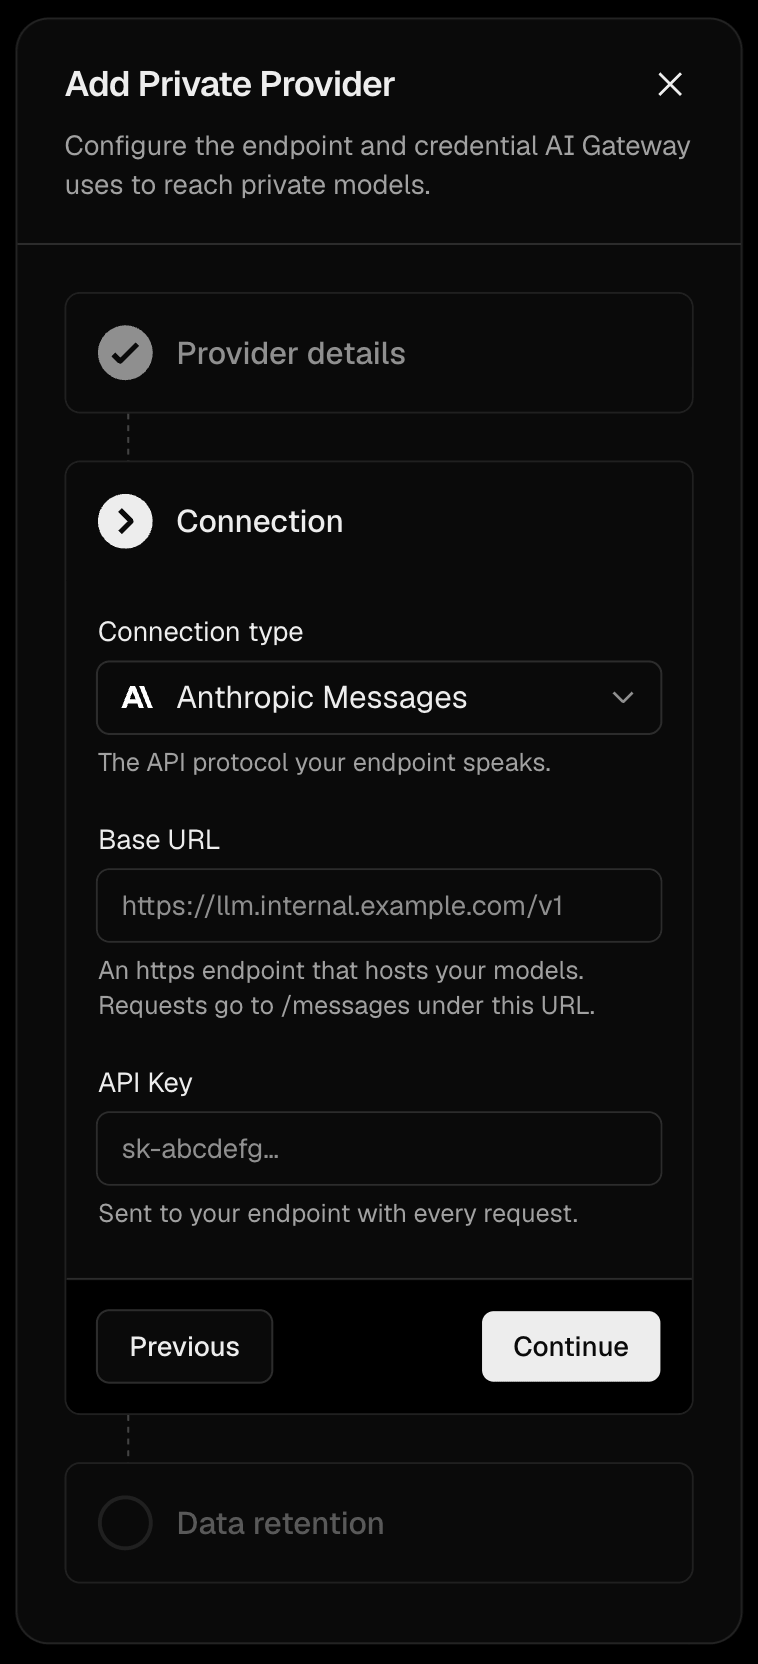 Add Private Provider
Configure the endpoint and credential AI Gateway
uses to reach private models.
Provider details
Connection
Connection type
Anthropic Messages
The API protocol your endpoint speaks.
Base URL
https://llm.internal.example.com/v1
An https endpoint that hosts your models.
Requests go to /messages under this URL.
API Key
sk-abcdefg...
Sent to your endpoint with every request.
Previous
Continue
Data retention